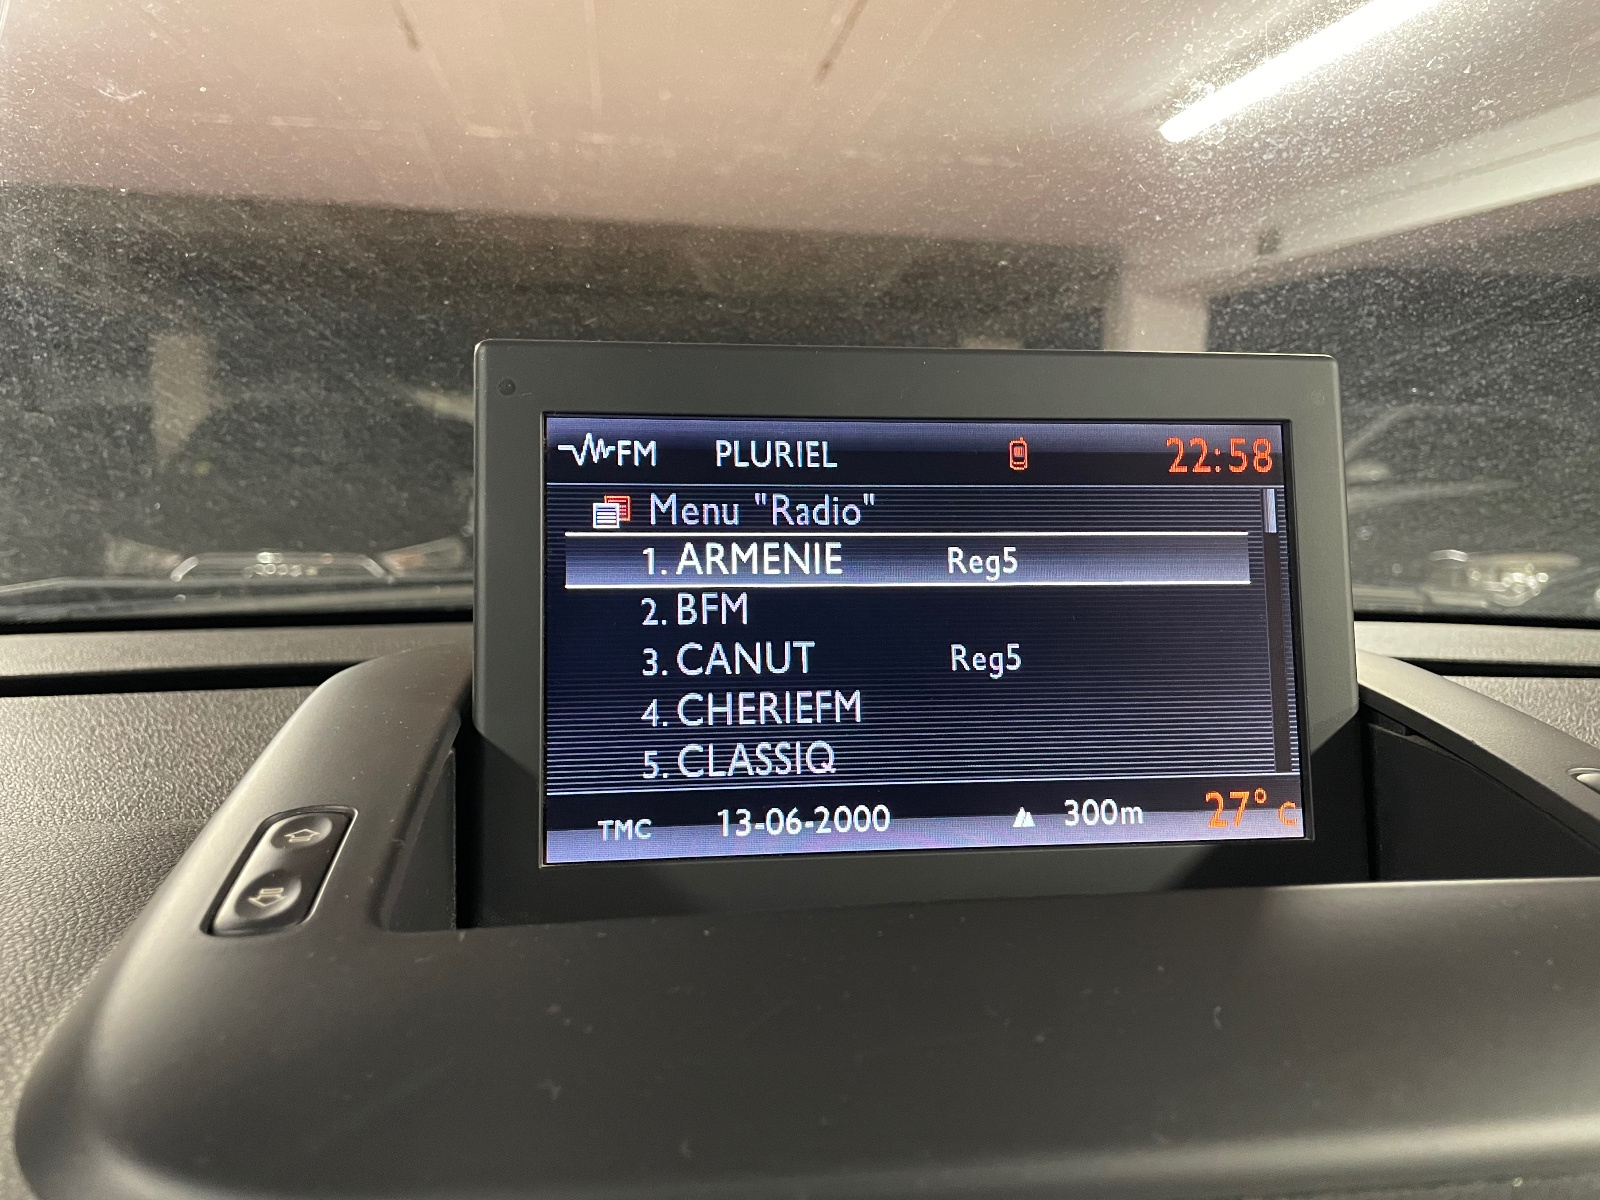 FM PLURIEL 22:58
Menu "Radio"
1. ARMENIE Reg5
2. BFM
3. CANUT Reg5
4. CHERIEFM
5. CLASSIQ
TMC 13-06-2000 300m 27° C